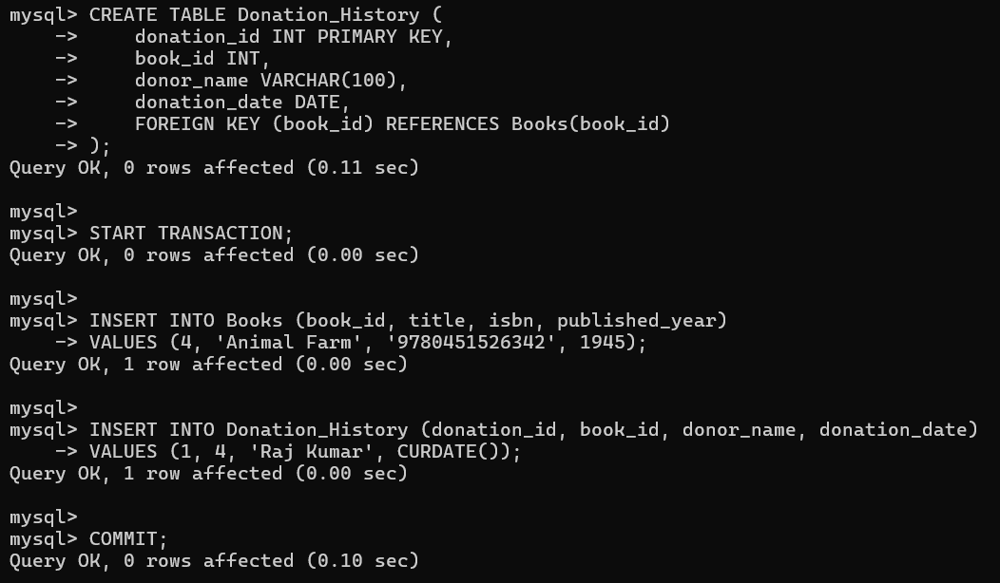 mysql> CREATE TABLE Donation_History (
    ->     donation_id INT PRIMARY KEY,
    ->     book_id INT,
    ->     donor_name VARCHAR(100),
    ->     donation_date DATE,
    ->     FOREIGN KEY (book_id) REFERENCES Books(book_id)
    -> );
Query OK, 0 rows affected (0.11 sec)

mysql>
mysql> START TRANSACTION;
Query OK, 0 rows affected (0.00 sec)

mysql>
mysql> INSERT INTO Books (book_id, title, isbn, published_year)
    -> VALUES (4, 'Animal Farm', '9780451526342', 1945);
Query OK, 1 row affected (0.00 sec)

mysql>
mysql> INSERT INTO Donation_History (donation_id, book_id, donor_name, donation_date)
    -> VALUES (1, 4, 'Raj Kumar', CURDATE());
Query OK, 1 row affected (0.00 sec)

mysql>
mysql> COMMIT;
Query OK, 0 rows affected (0.10 sec)